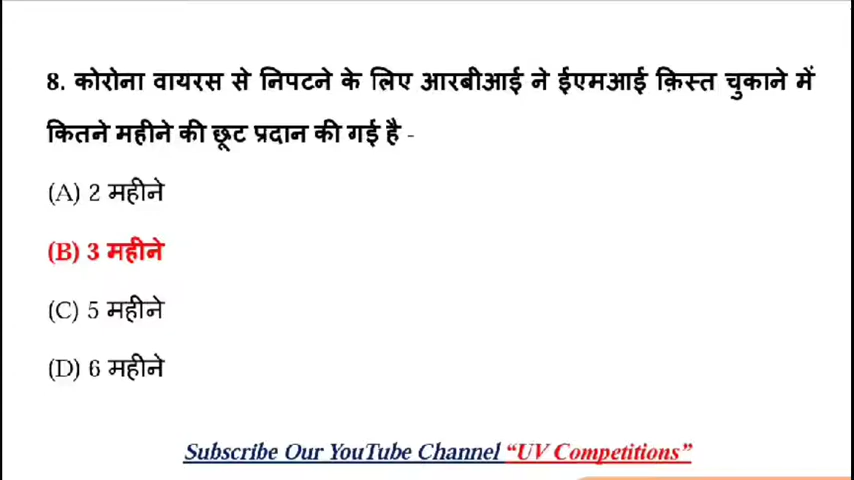 8. कोरोना वायरस से निपटने के लिए आरबीआई ने ईएमआई क़िस्त चुकाने में
कितने महीने की छूट प्रदान की गई है -
(A) 2 महीने
(B) 3 महीने
(C) 5 महीने
(D) 6 महीने
Subscribe Our YouTube Channel “UV Competitions”